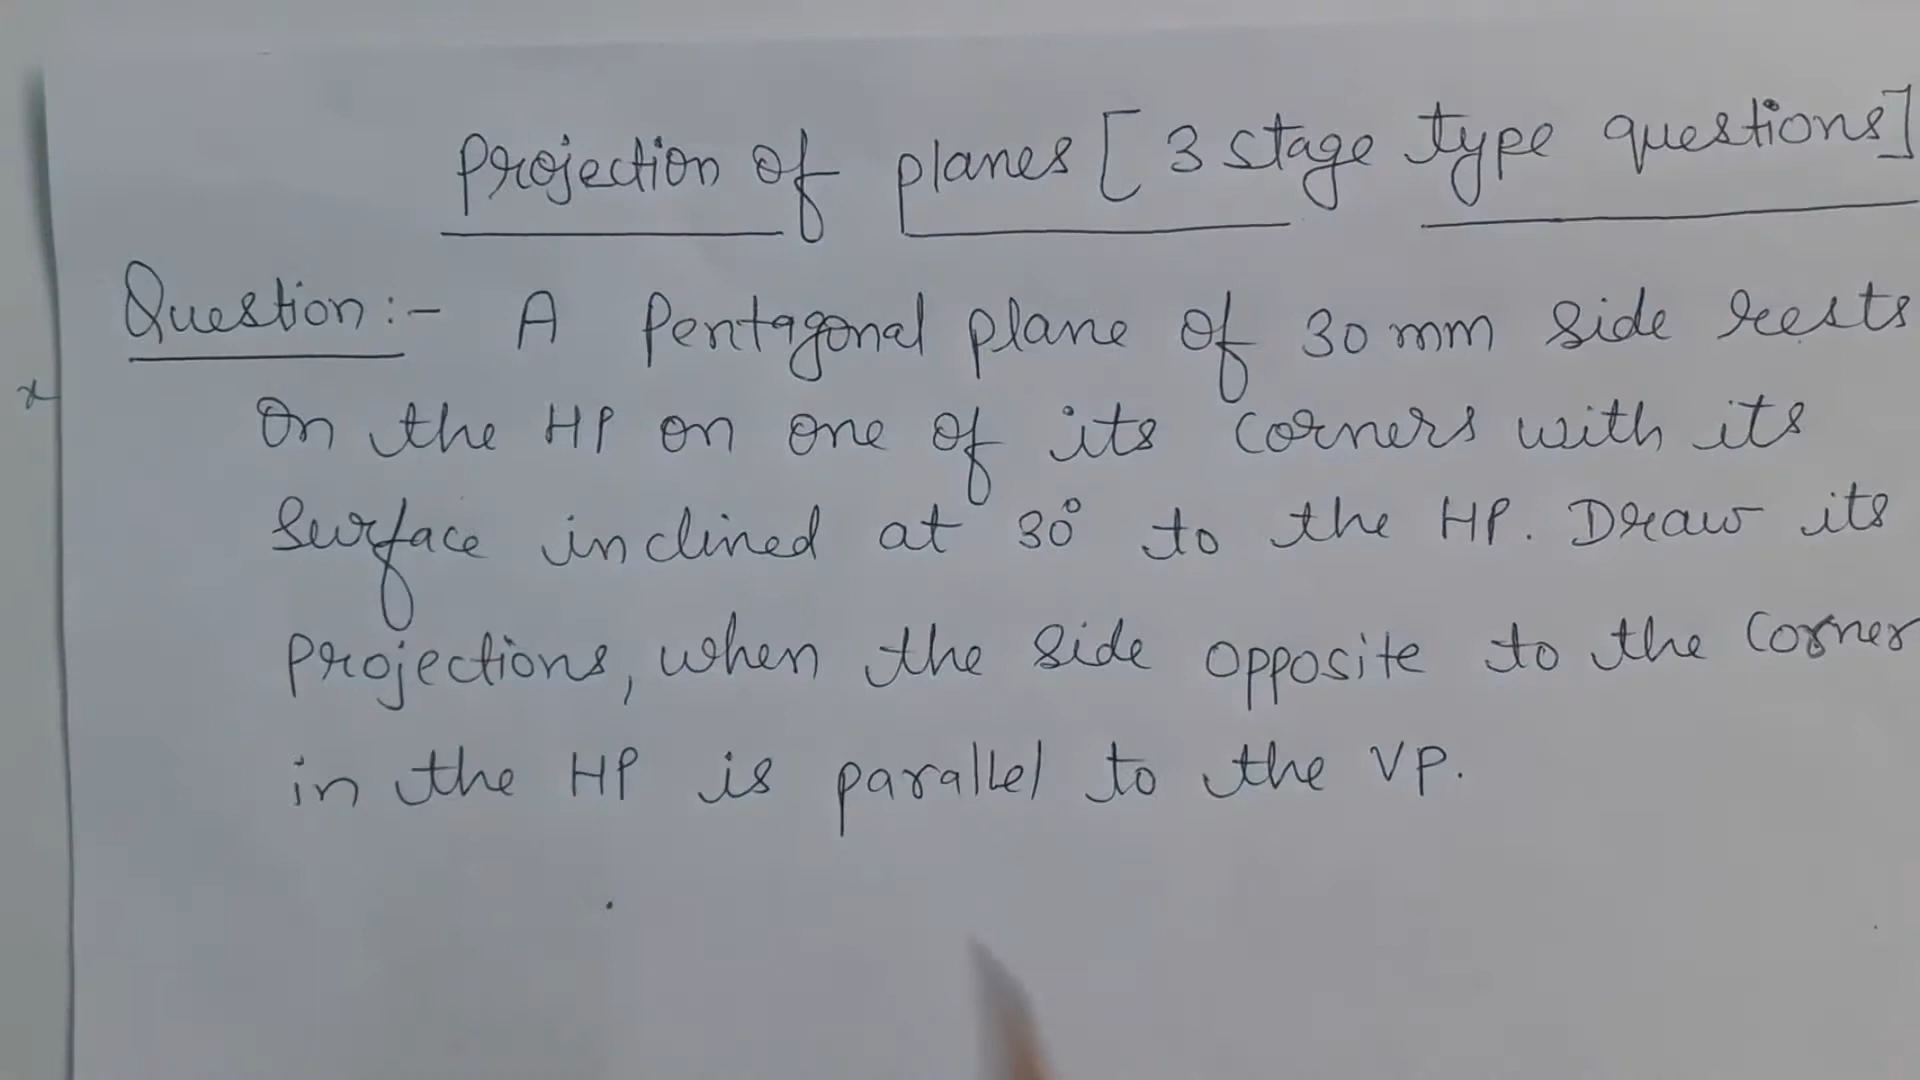 Projection of planes [3 stage type questions]
Question:- A Pentagonal plane of 30mm side rests
on the HP on one of its corners with its
surface inclined at 30° to the HP. Draw its
projections, when the side opposite to the corner
in the HP is parallel to the VP.
x